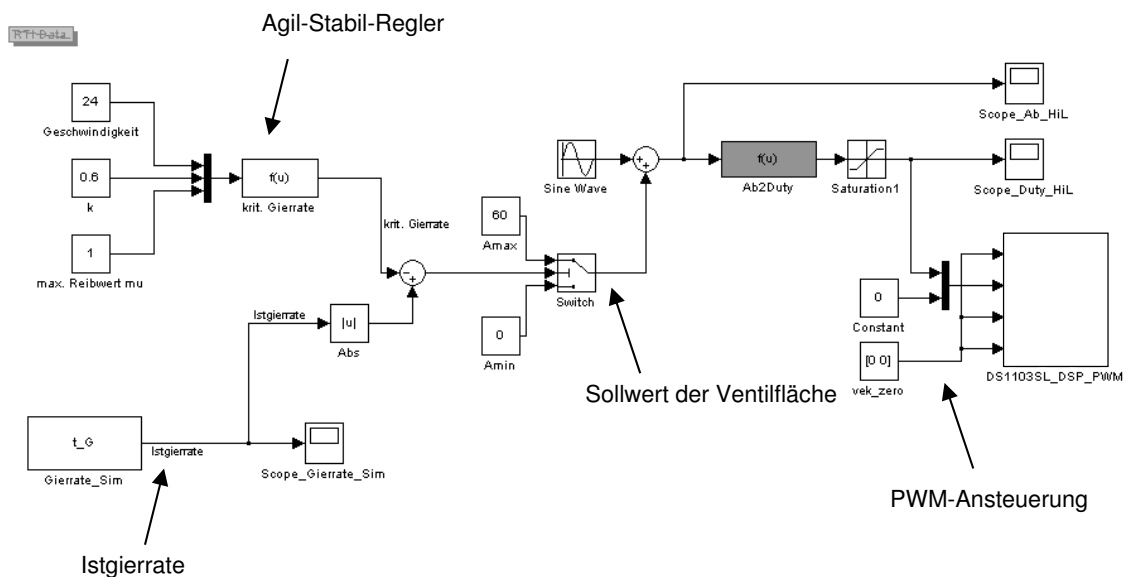 Agil-Stabil-Regler
RTI Data
24
Geschwindigkeit
0.6
k
1
max. Reibwert mu
f(u)
krit. Gierrate
krit. Gierrate
Istgierrate
|u|
Abs
t_G
Gierrate_Sim
Istgierrate
Scope_Gierrate_Sim
Istgierrate
60
Amax
0
Amin
Switch
Sollwert der Ventilfläche
Sine Wave
f(u)
Ab2Duty
Saturation1
Scope_Ab_HiL
Scope_Duty_HiL
0
Constant
[0 0]
vek_zero
DS1103SL_DSP_PWM
PWM-Ansteuerung